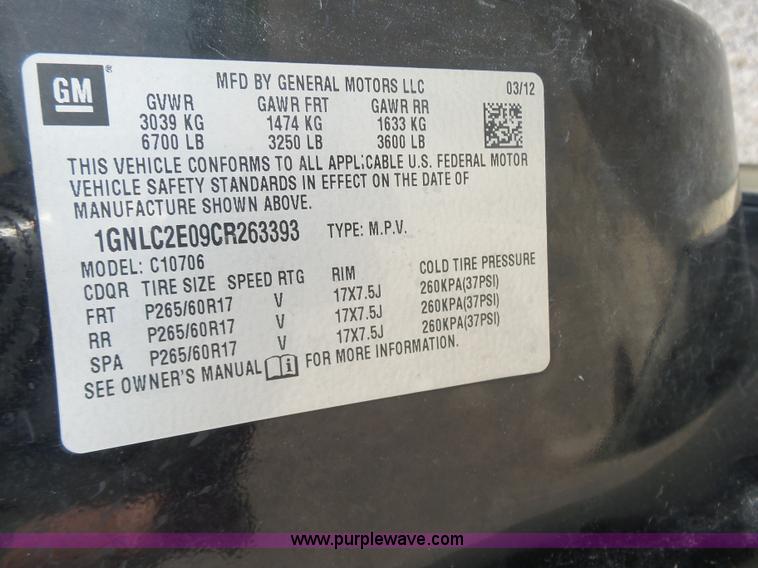 GM ®
MFD BY GENERAL MOTORS LLC 03/12
GVWR GAWR FRT GAWR RR
3039 KG 1474 KG 1633 KG
6700 LB 3250 LB 3600 LB
THIS VEHICLE CONFORMS TO ALL APPLICABLE U.S. FEDERAL MOTOR
VEHICLE SAFETY STANDARDS IN EFFECT ON THE DATE OF
MANUFACTURE SHOWN ABOVE.
1GNLC2E09CR263393 TYPE: M.P.V.
MODEL: C10706
CDQR TIRE SIZE SPEED RTG RIM COLD TIRE PRESSURE
FRT P265/60R17 V 17X7.5J 260KPA(37PSI)
RR P265/60R17 V 17X7.5J 260KPA(37PSI)
SPA P265/60R17 V 17X7.5J 260KPA(37PSI)
SEE OWNER'S MANUAL FOR MORE INFORMATION.
www.purplewave.com